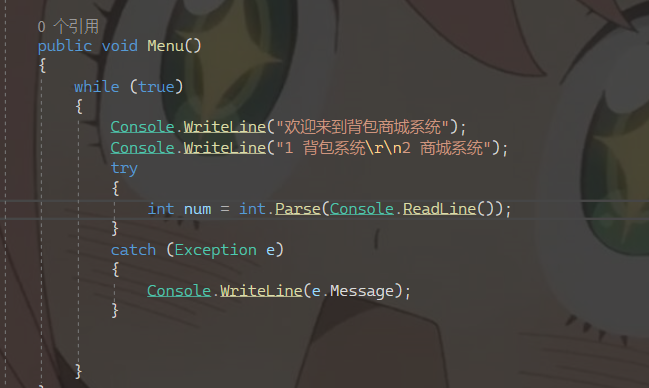 0 个引用
public void Menu()
{
while (true)
{
Console.WriteLine("欢迎来到背包商城系统");
Console.WriteLine("1 背包系统\r\n2 商城系统");
try
{
int num = int.Parse(Console.ReadLine());
}
catch (Exception e)
{
Console.WriteLine(e.Message);
}
}
}